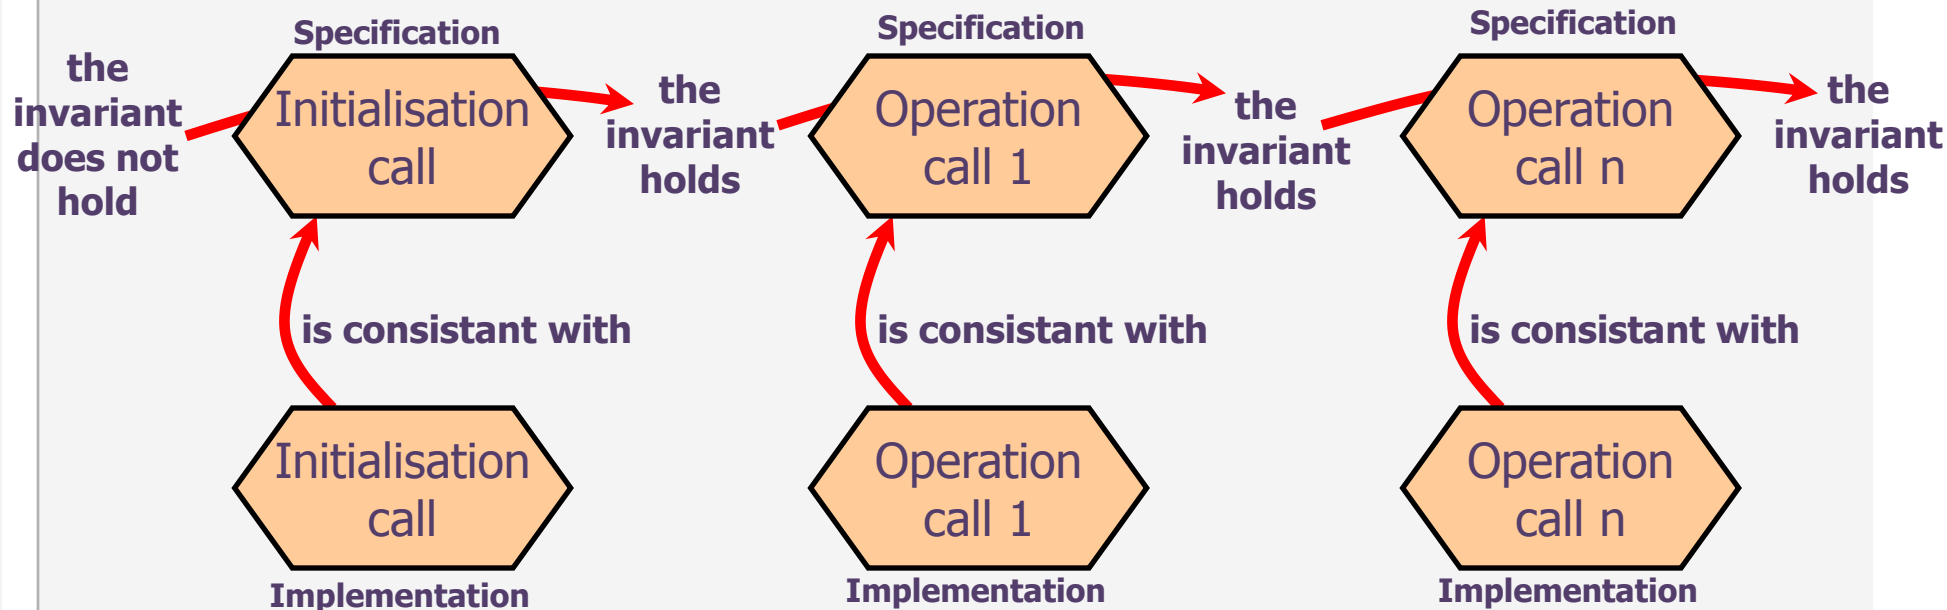 Specification
Specification
Specification
the
invariant
does not
hold
Initialisation
call
the
invariant
holds
Operation
call 1
the
invariant
holds
Operation
call n
the
invariant
holds
is consistant with
is consistant with
is consistant with
Initialisation
call
Operation
call 1
Operation
call n
Implementation
Implementation
Implementation